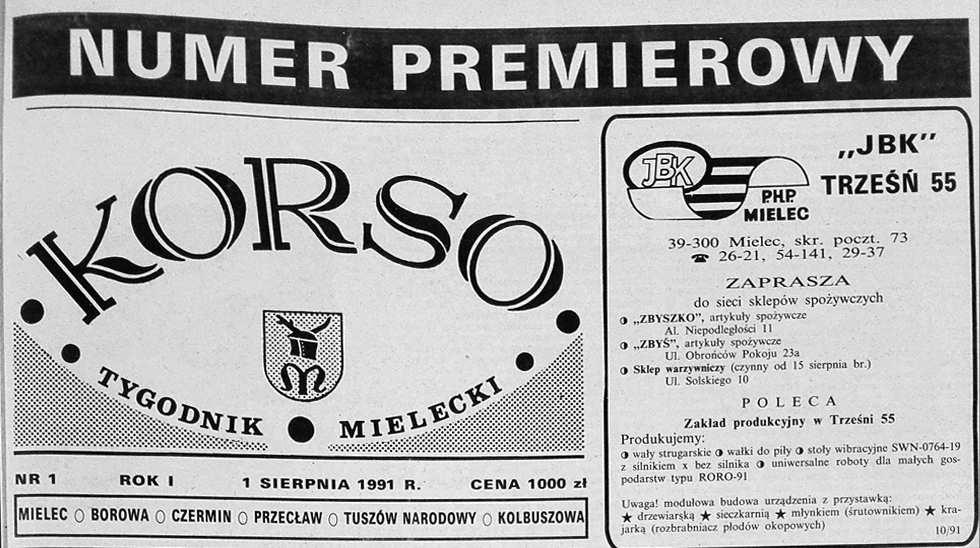 NUMER PREMIEROWY
KORSO
TYGODNIK MIELECKI
NR 1 ROK I 1 SIERPNIA 1991 R. CENA 1000 zł
MIELEC ○ BOROWA ○ CZERMIN ○ PRZECŁAW ○ TUSZÓW NARODOWY ○ KOLBUSZOWA
JBK
PHP
MIELEC
„JBK"
TRZEŚŃ 55
39-300 Mielec, skr. poczt. 73
☎ 26-21, 54-141, 29-37
ZAPRASZA
do sieci sklepów spożywczych
◑ „ZBYSZKO", artykuły spożywcze
Al. Niepodległości 11
◑ „ZBYŚ", artykuły spożywcze
Ul. Obrońców Pokoju 23a
◑ Sklep warzywniczy (czynny od 15 sierpnia br.)
Ul. Solskiego 10
POLECA
Zakład produkcyjny w Trześni 55
Produkujemy:
◑ wały strugarskie ◑ wałki do piły ◑ stoły wibracyjne SWN-0764-19
z silnikiem x bez silnika ◑ uniwersalne roboty dla małych gos-
podarstw typu RORO-91
Uwaga! modułowa budowa urządzenia z przystawką:
★ drzewiarską ★ sieczkarnią ★ młynkiem (śrutownikiem) ★ kra-
jarką (rozbrabniacz płodów okopowych)
10/91